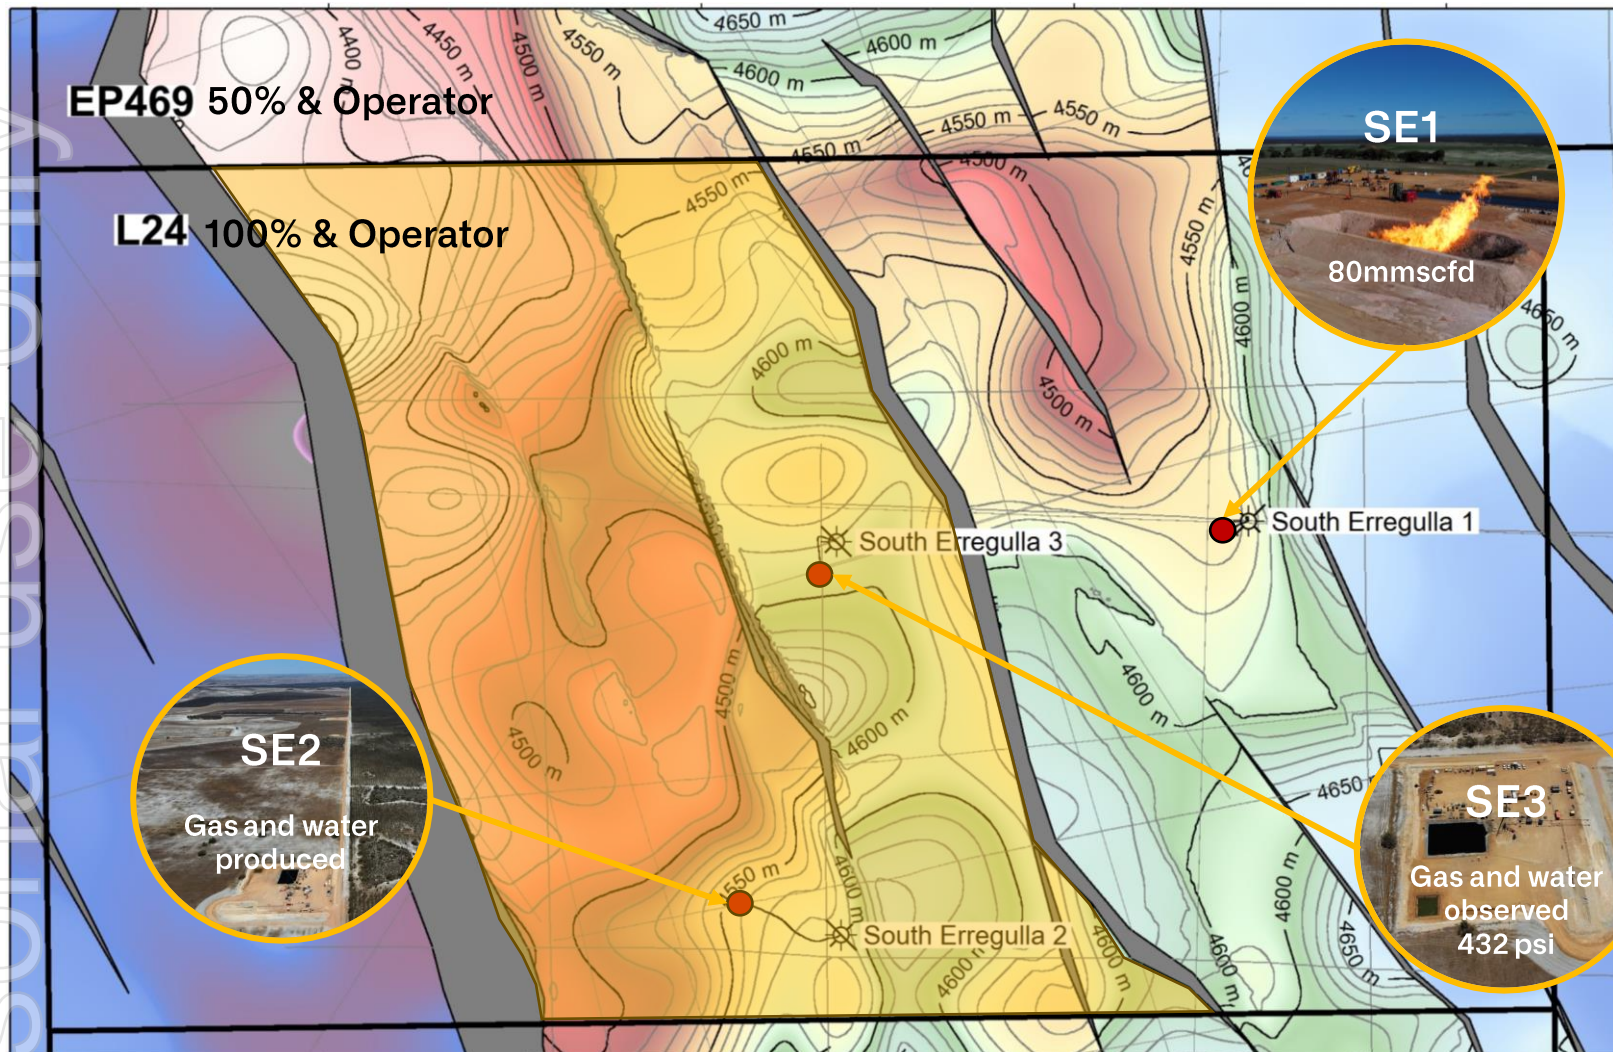 4650 m
4600 m
4600 m
4400 m
4450 m
4500 m
4550 m
EP469 50% & Operator
4550 m
4550 m
4550 m
4500 m
SE1
80mmscfd
4550 m
L24 100% & Operator
4550 m
4600 m
4650 m
4600 m
4500 m
South Erregulla 1
South Erregulla 3
4500 m
4600 m
4600 m
4500 m
SE2
Gas and water
produced
4650
SE3
Gas and water
observed
432 psi
550 m
4600 m
4600 m
South Erregulla 2
4600 m
4600 m
4600 m
4650 m